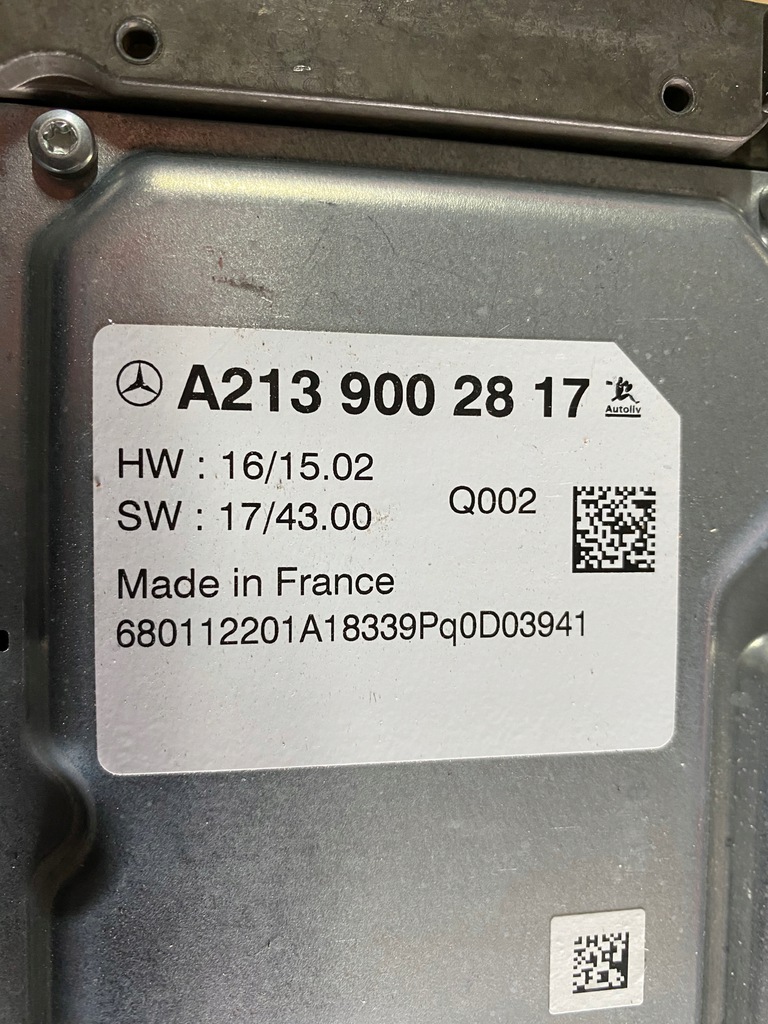 A213 900 28 17
Autoliv
HW : 16/15.02
SW : 17/43.00
Q002
Made in France
680112201A18339Pq0D03941